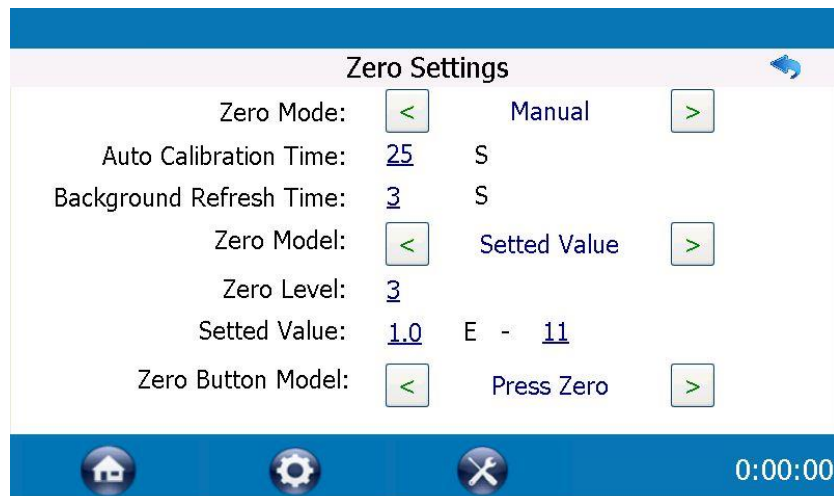 Zero Settings
Zero Mode: < Manual >
Auto Calibration Time: 25 S
Background Refresh Time: 3 S
Zero Model: < Setted Value >
Zero Level: 3
Setted Value: 1.0 E - 11
Zero Button Model: < Press Zero >
0:00:00